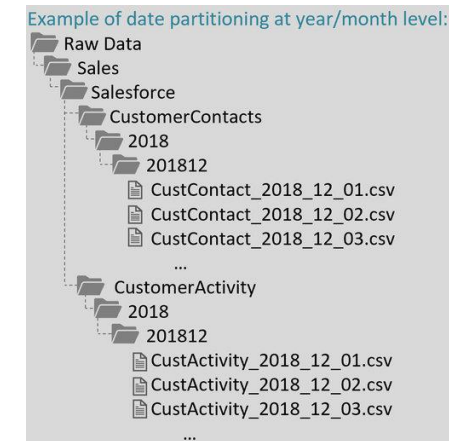 Example of date partitioning at year/month level:
Raw Data
Sales
Salesforce
CustomerContacts
2018
201812
CustContact_2018_12_01.csv
CustContact_2018_12_02.csv
CustContact_2018_12_03.csv
...
CustomerActivity
2018
201812
CustActivity_2018_12_01.csv
CustActivity_2018_12_02.csv
CustActivity_2018_12_03.csv
...